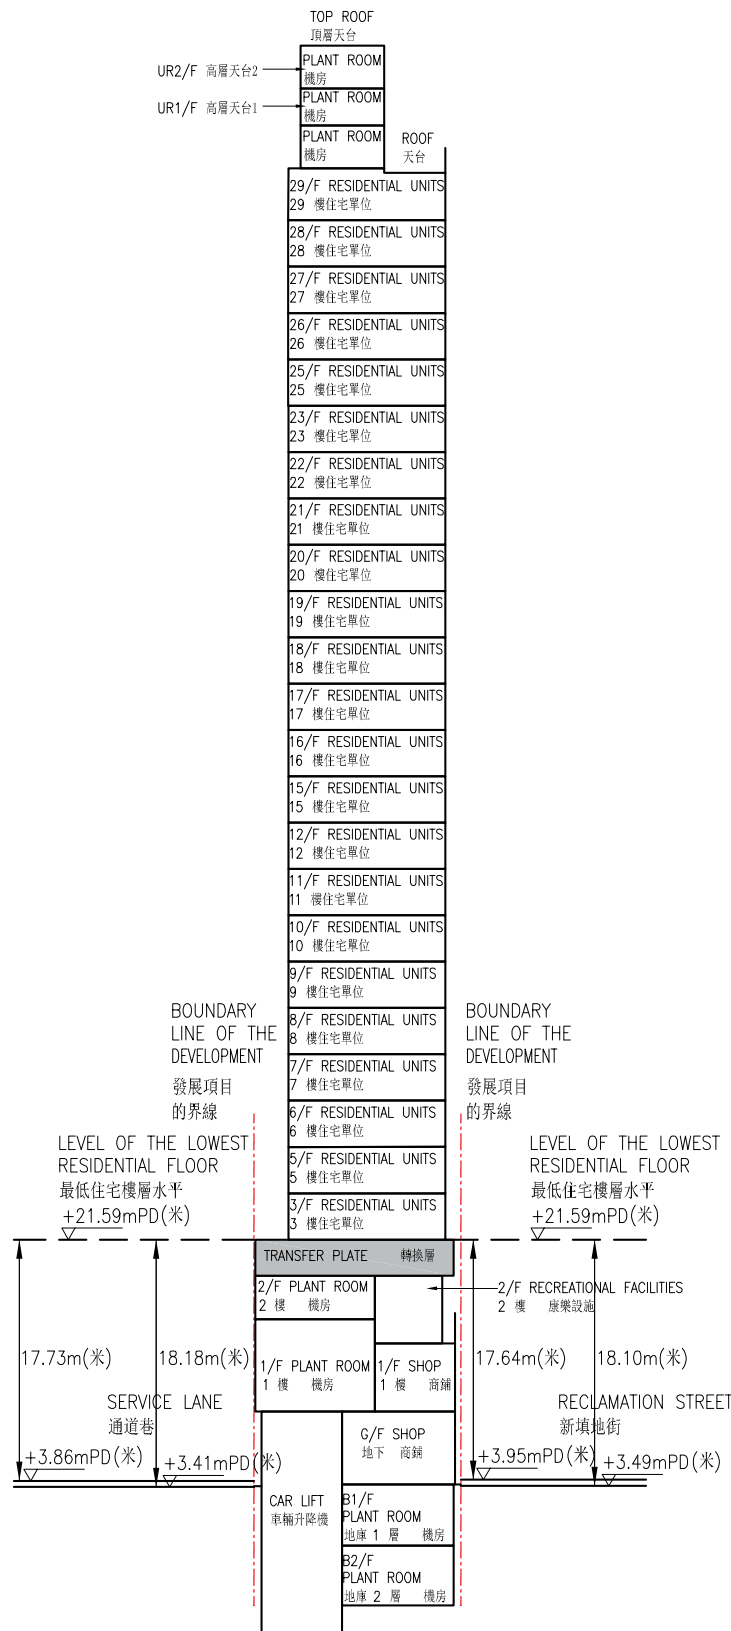 TOP ROOF
頂層天台
PLANT ROOM
機房
UR2/F 高層天台2
PLANT ROOM
機房
UR1/F 高層天台1
PLANT ROOM
機房
ROOF
天台
29/F RESIDENTIAL UNITS
29 樓住宅單位
28/F RESIDENTIAL UNITS
28 樓住宅單位
27/F RESIDENTIAL UNITS
27 樓住宅單位
26/F RESIDENTIAL UNITS
26 樓住宅單位
25/F RESIDENTIAL UNITS
25 樓住宅單位
23/F RESIDENTIAL UNITS
23 樓住宅單位
22/F RESIDENTIAL UNITS
22 樓住宅單位
21/F RESIDENTIAL UNITS
21 樓住宅單位
20/F RESIDENTIAL UNITS
20 樓住宅單位
19/F RESIDENTIAL UNITS
19 樓住宅單位
18/F RESIDENTIAL UNITS
18 樓住宅單位
17/F RESIDENTIAL UNITS
17 樓住宅單位
16/F RESIDENTIAL UNITS
16 樓住宅單位
15/F RESIDENTIAL UNITS
15 樓住宅單位
12/F RESIDENTIAL UNITS
12 樓住宅單位
11/F RESIDENTIAL UNITS
11 樓住宅單位
10/F RESIDENTIAL UNITS
10 樓住宅單位
9/F RESIDENTIAL UNITS
9 樓住宅單位
8/F RESIDENTIAL UNITS
8 樓住宅單位
7/F RESIDENTIAL UNITS
7 樓住宅單位
6/F RESIDENTIAL UNITS
6 樓住宅單位
5/F RESIDENTIAL UNITS
5 樓住宅單位
3/F RESIDENTIAL UNITS
3 樓住宅單位
BOUNDARY
LINE OF THE
DEVELOPMENT
發展項目
的界線
BOUNDARY
LINE OF THE
DEVELOPMENT
發展項目
的界線
LEVEL OF THE LOWEST
RESIDENTIAL FLOOR
最低住宅樓層水平
+21.59mPD(米)
LEVEL OF THE LOWEST
RESIDENTIAL FLOOR
最低住宅樓層水平
+21.59mPD(米)
TRANSFER PLATE 轉換層
2/F PLANT ROOM
2 樓 機房
2/F RECREATIONAL FACILITIES
2 樓 康樂設施
17.73m(米)
18.18m(米)
1/F PLANT ROOM
1 樓 機房
1/F SHOP
1 樓 商鋪
17.64m(米)
18.10m(米)
SERVICE LANE
通道巷
RECLAMATION STREET
新填地街
G/F SHOP
地下 商鋪
+3.86mPD(米)
+3.41mPD(米)
+3.95mPD(米)
+3.49mPD(米)
CAR LIFT
車輛升降機
B1/F
PLANT ROOM
地庫 1 層 機房
B2/F
PLANT ROOM
地庫 2 層 機房